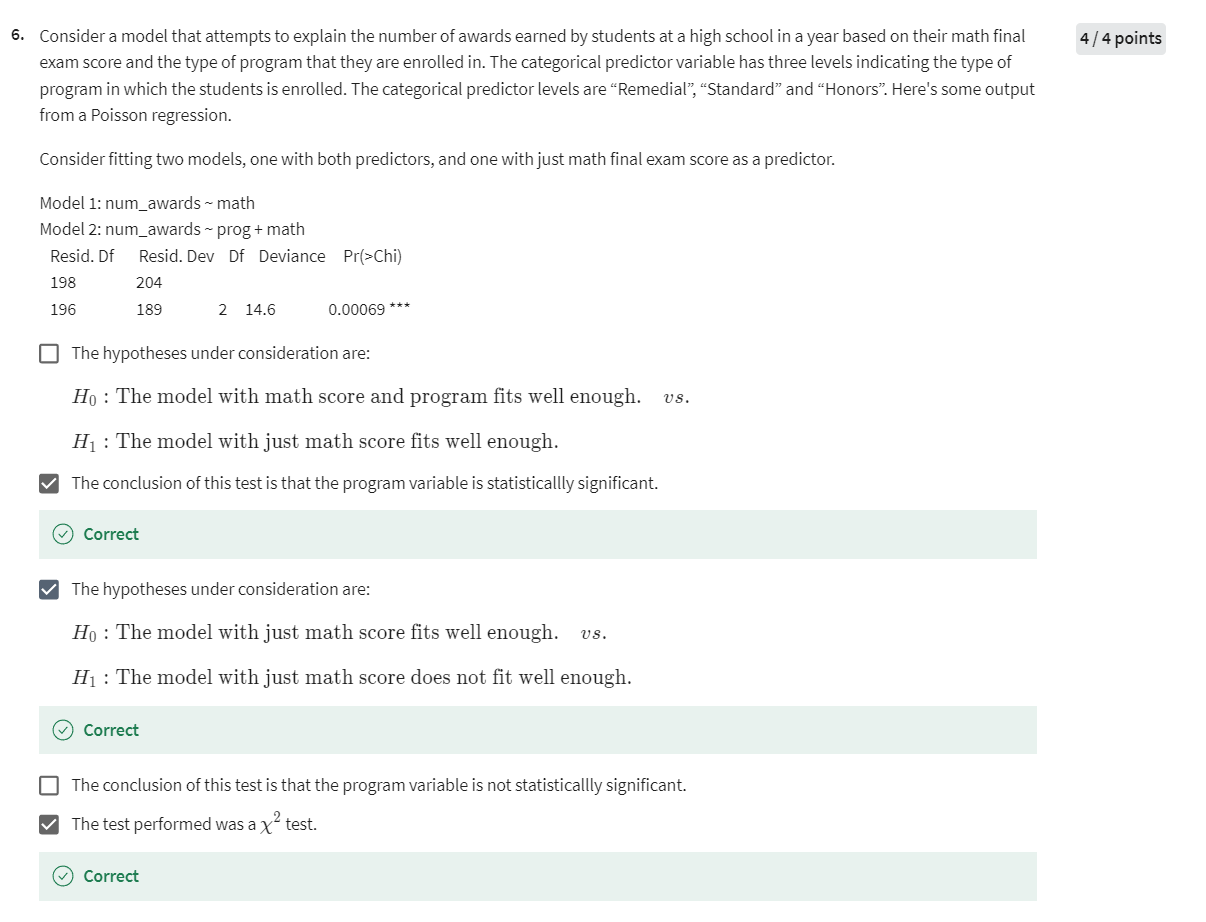 6. Consider a model that attempts to explain the number of awards earned by students at a high school in a year based on their math final
4 / 4 points
exam score and the type of program that they are enrolled in. The categorical predictor variable has three levels indicating the type of
program in which the students is enrolled. The categorical predictor levels are “Remedial”, “Standard” and “Honors”. Here's some output
from a Poisson regression.
Consider fitting two models, one with both predictors, and one with just math final exam score as a predictor.
Model 1: num_awards ~ math
Model 2: num_awards ~ prog + math
Resid. Df Resid. Dev Df Deviance Pr(>Chi)
198 204
196 189 2 14.6 0.00069 ***
The hypotheses under consideration are:
H₀ : The model with math score and program fits well enough. vs.
H₁ : The model with just math score fits well enough.
The conclusion of this test is that the program variable is statisticallly significant.
Correct
The hypotheses under consideration are:
H₀ : The model with just math score fits well enough. vs.
H₁ : The model with just math score does not fit well enough.
Correct
The conclusion of this test is that the program variable is not statisticallly significant.
The test performed was a χ² test.
Correct